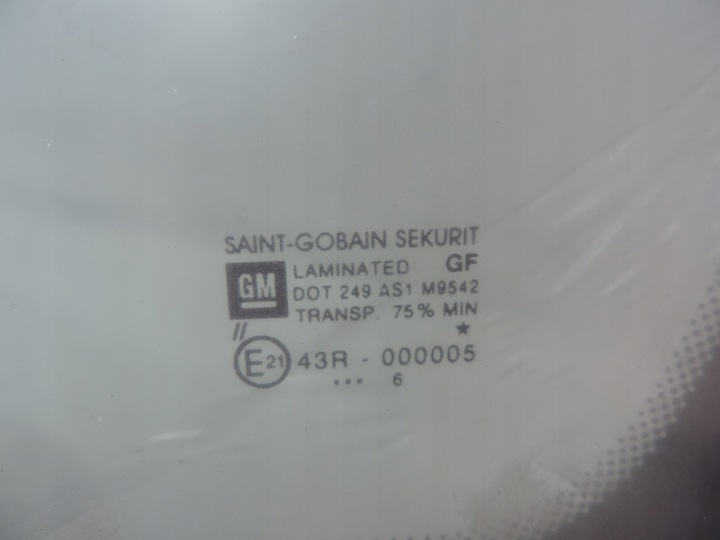 SAINT-GOBAIN SEKURIT
GM LAMINATED GF
DOT 249 AS1 M9542
TRANSP. 75% MIN
// ★
E21 43R - 000005
... 6